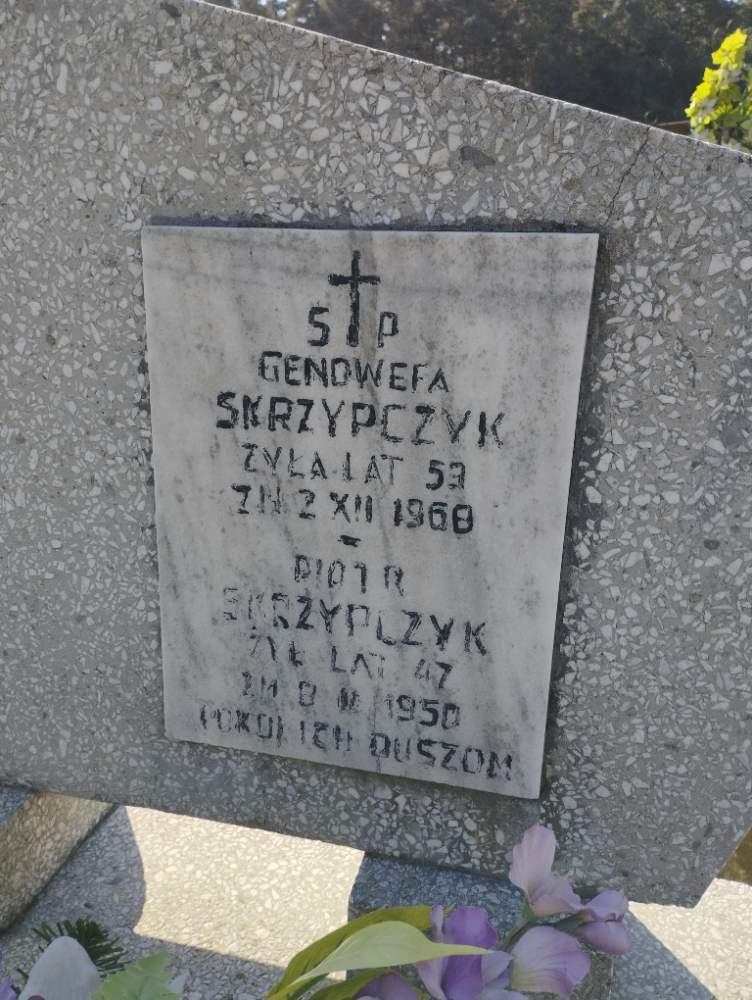 S P
GENOWEFA
SKRZYPCZYK
ŻYŁA LAT 53
ZM 2 XII 1968
PIOTR
SKRZYPCZYK
ŻYŁ LAT 47
ZM 8 1950
POKÓJ ICH DUSZOM